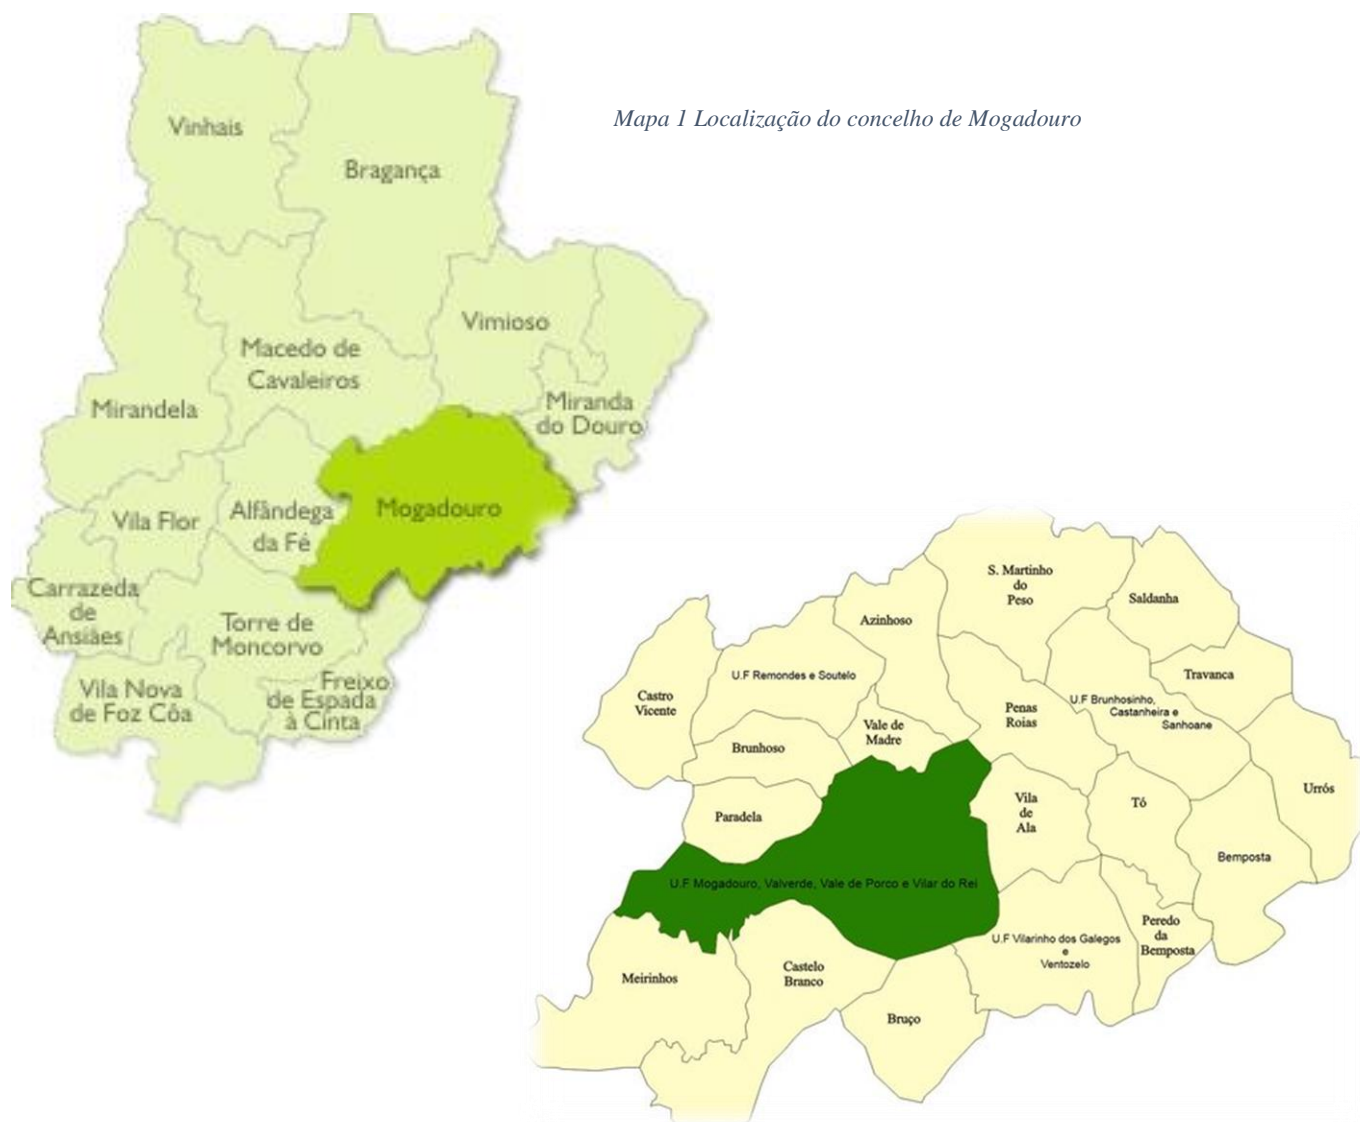 Mapa 1 Localização do concelho de Mogadouro
Vinhais
Bragança
Vimioso
Macedo de
Cavaleiros
Mirandela
Miranda
do Douro
Mogadouro
Alfândega
da Fé
Vila Flor
Carrazeda
de
Ansiães
Torre de
Moncorvo
Vila Nova
de Foz Côa
Freixo
de Espada
à Cinta
S. Martinho
do
Peso
Saldanha
Azinhoso
Travanca
U.F Remondes e Soutelo
Castro
Vicente
U.F Brunhosinho,
Castanheira e
Sanhoane
Penas
Roias
Vale de
Madre
Brunhoso
Urrós
Vila
de
Ala
Tó
Paradela
Bemposta
U.F Mogadouro, Valverde, Vale de Porco e Vilar do Rei
Peredo
da
Bemposta
U.F Vilarinho dos Galegos
e
Ventozelo
Meirinhos
Castelo
Branco
Bruço